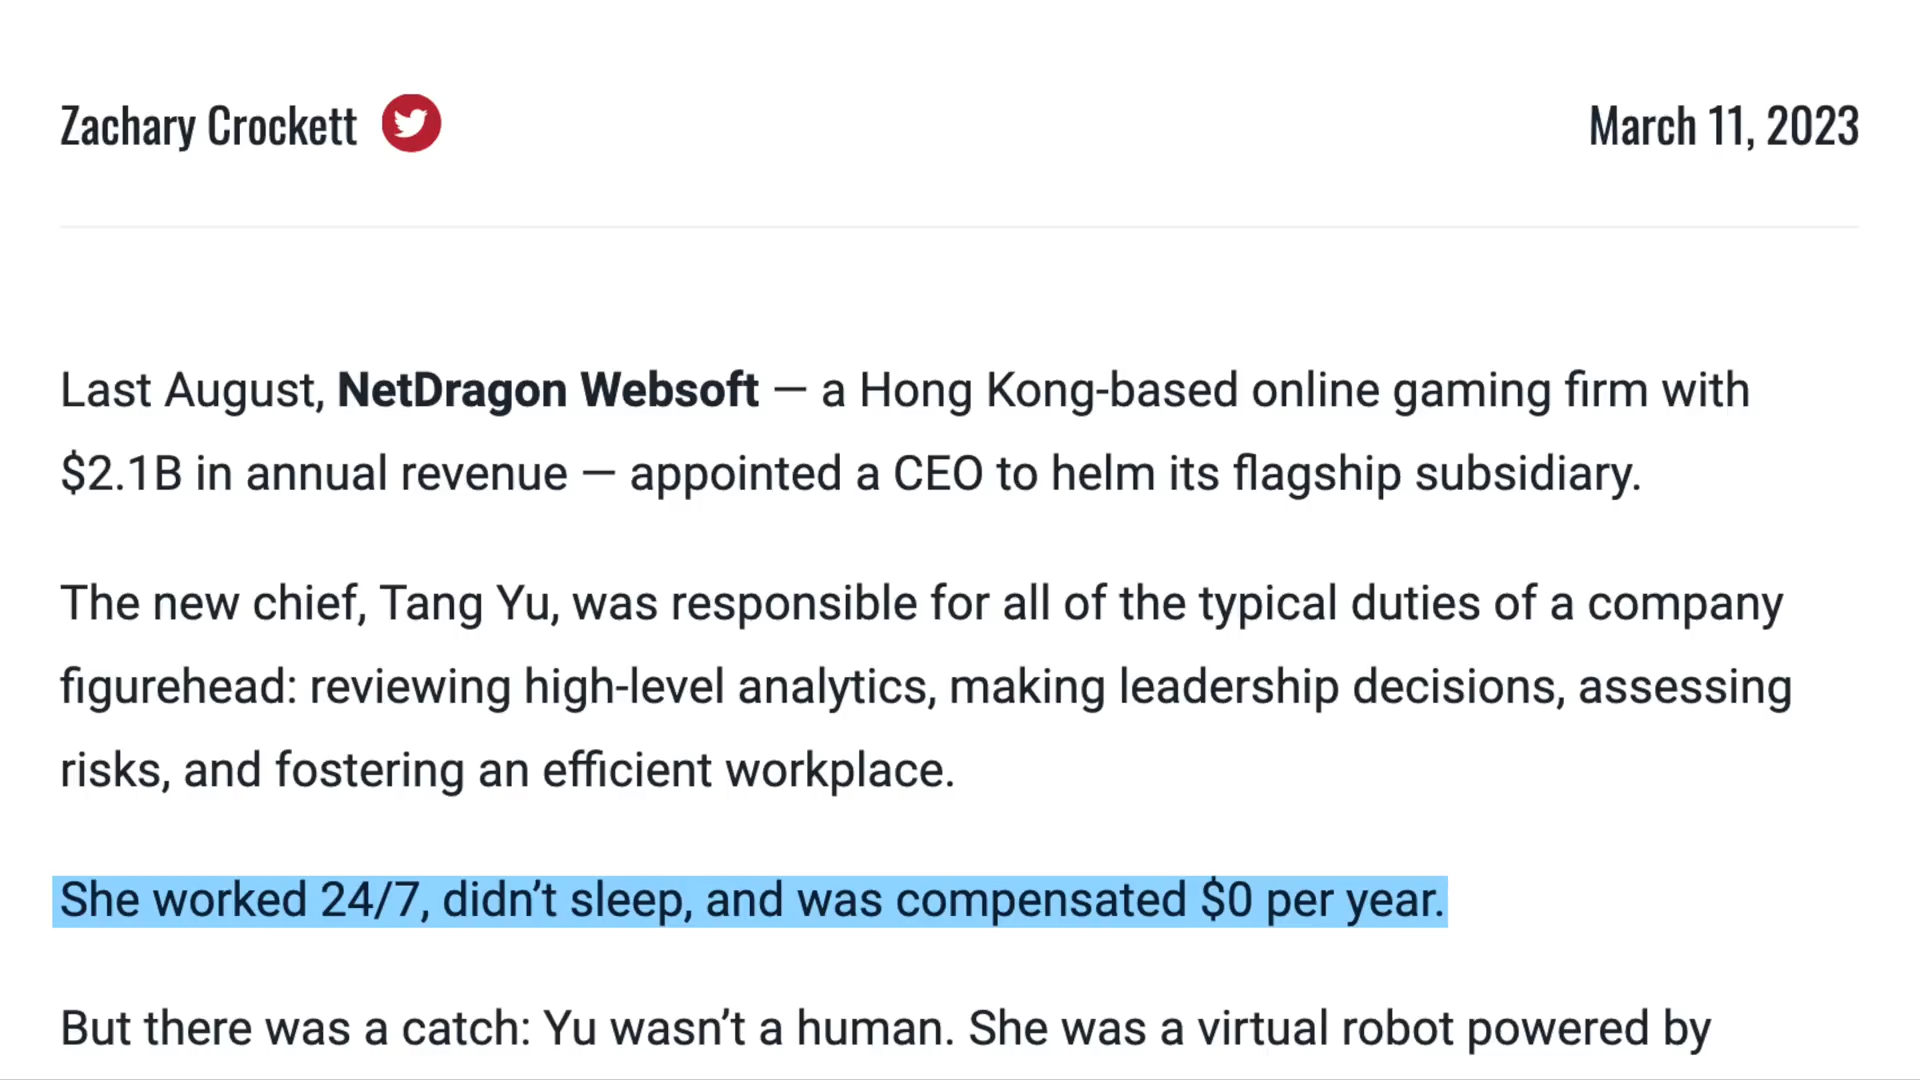 Zachary Crockett
March 11, 2023
Last August, NetDragon Websoft — a Hong Kong-based online gaming firm with
$2.1B in annual revenue — appointed a CEO to helm its flagship subsidiary.
The new chief, Tang Yu, was responsible for all of the typical duties of a company
figurehead: reviewing high-level analytics, making leadership decisions, assessing
risks, and fostering an efficient workplace.
She worked 24/7, didn’t sleep, and was compensated $0 per year.
But there was a catch: Yu wasn’t a human. She was a virtual robot powered by